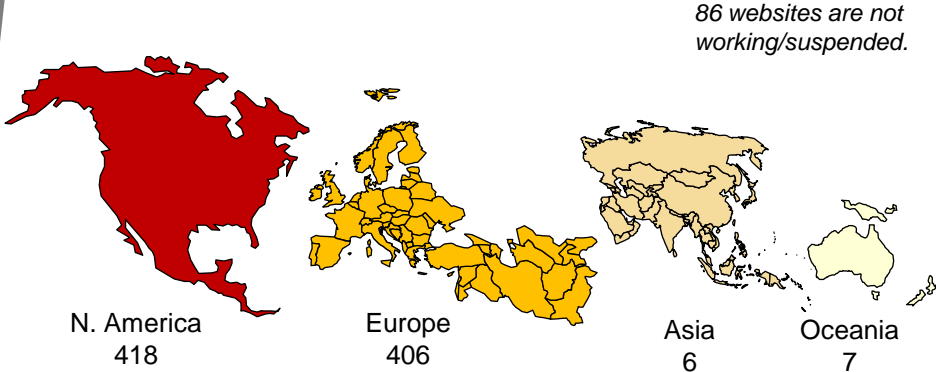 86 websites are not
working/suspended.
N. America
418
Europe
406
Asia
6
Oceania
7